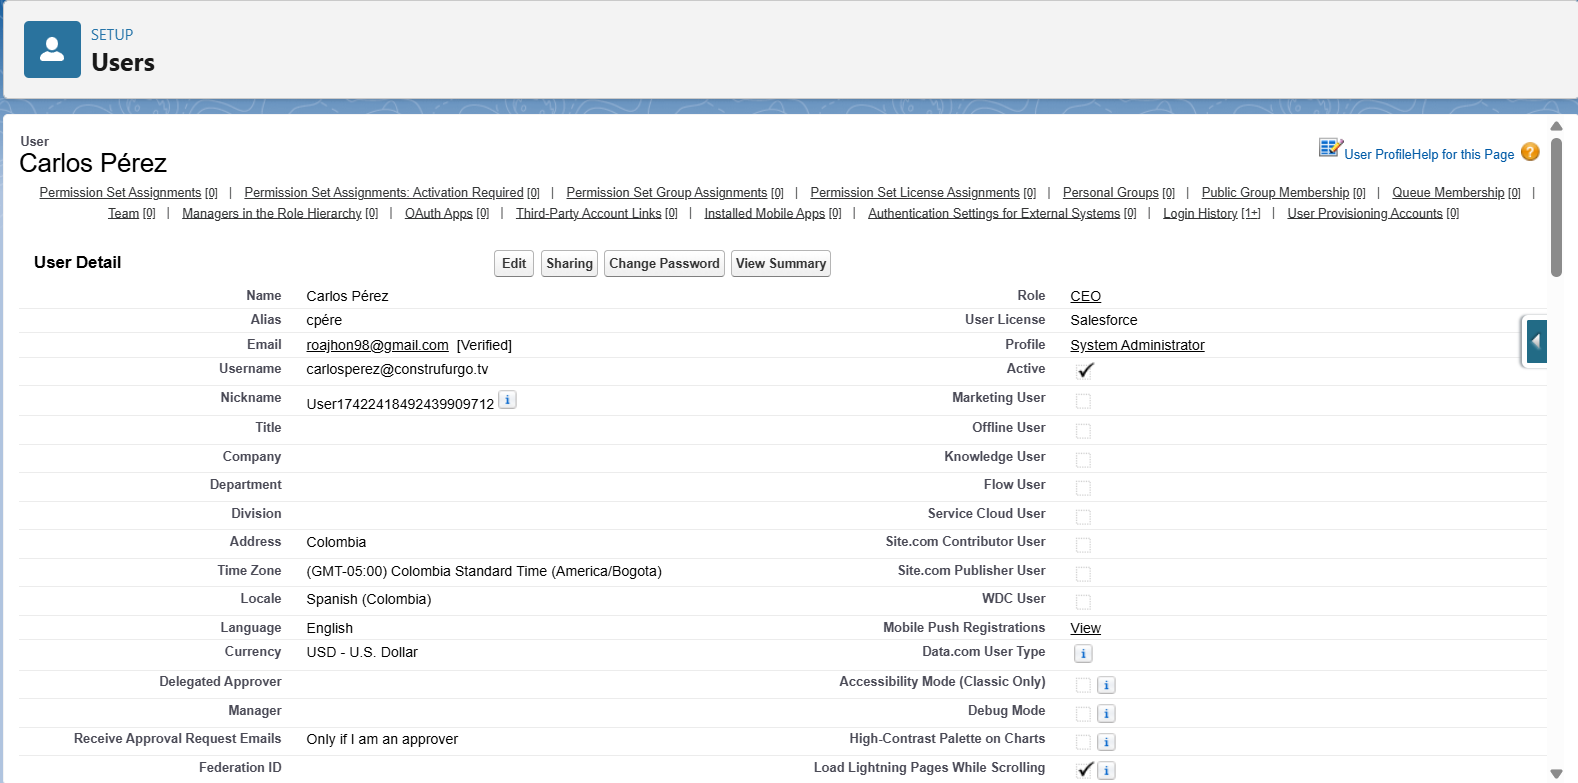 SETUP
Users
User
Carlos Pérez
User Profile Help for this Page ?
Permission Set Assignments [0] | Permission Set Assignments: Activation Required [0] | Permission Set Group Assignments [0] | Permission Set License Assignments [0] | Personal Groups [0] | Public Group Membership [0] | Queue Membership [0] |
Team [0] | Managers in the Role Hierarchy [0] | OAuth Apps [0] | Third-Party Account Links [0] | Installed Mobile Apps [0] | Authentication Settings for External Systems [0] | Login History [1+] | User Provisioning Accounts [0]
User Detail Edit Sharing Change Password View Summary
Name Carlos Pérez Role CEO
Alias cpére User License Salesforce
Email roajhon98@gmail.com [Verified] Profile System Administrator
Username carlosperez@construfurgo.tv Active
Nickname User17422418492439909712 i Marketing User
Title Offline User
Company Knowledge User
Department Flow User
Division Service Cloud User
Address Colombia Site.com Contributor User
Time Zone (GMT-05:00) Colombia Standard Time (America/Bogota) Site.com Publisher User
Locale Spanish (Colombia) WDC User
Language English Mobile Push Registrations View
Currency USD - U.S. Dollar Data.com User Type i
Delegated Approver Accessibility Mode (Classic Only) i
Manager Debug Mode i
Receive Approval Request Emails Only if I am an approver High-Contrast Palette on Charts i
Federation ID Load Lightning Pages While Scrolling i